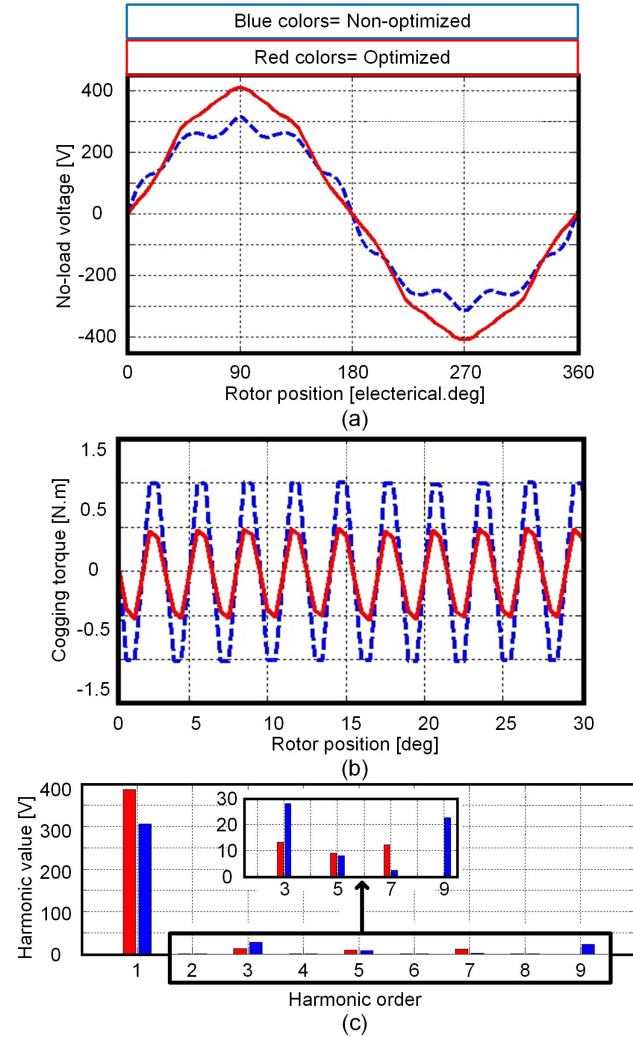 Blue colors= Non-optimized
Red colors= Optimized
No-load voltage [V]
400
200
0
-200
-400
0 90 180 270 360
Rotor position [electerical.deg]
(a)
Cogging torque [N.m]
1.5
0.5
0
-0.5
-1.5
0 5 10 15 20 25 30
Rotor position [deg]
(b)
Harmonic value [V]
400
300
200
100
0
30
20
10
0
3 5 7 9
1 2 3 4 5 6 7 8 9
Harmonic order
(c)